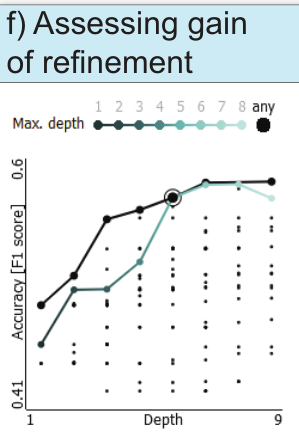 f) Assessing gain
of refinement
1 2 3 4 5 6 7 8 any
Max. depth
Accuracy [F1 score]
0.6
0.41
1 Depth 9